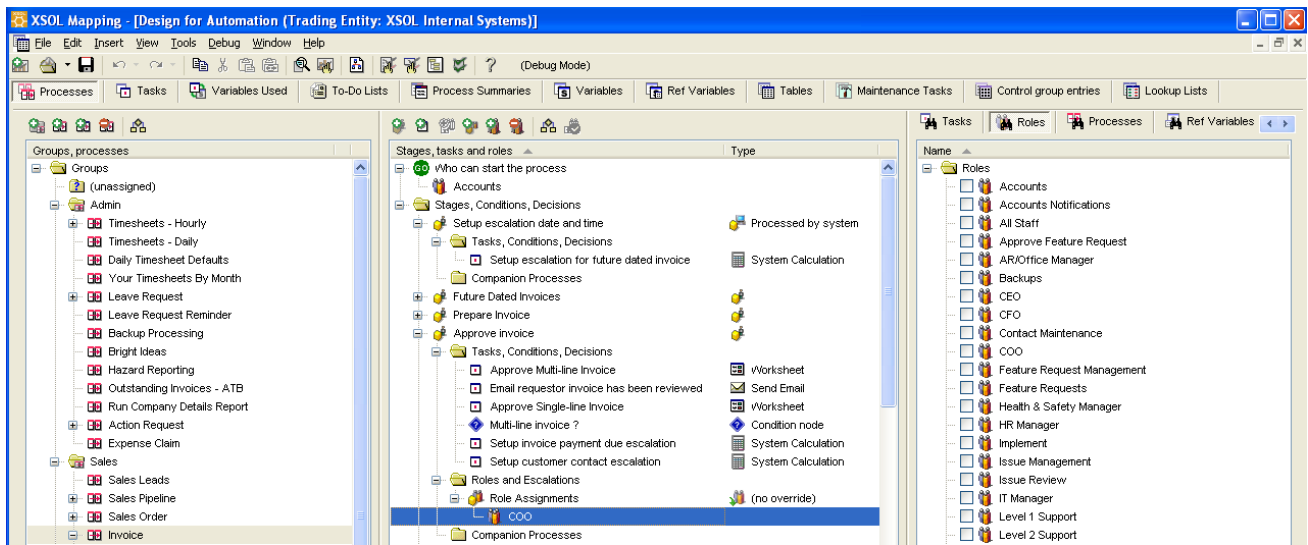 XSOL Mapping - [Design for Automation (Trading Entity: XSOL Internal Systems)]
File Edit Insert View Tools Debug Window Help
(Debug Mode)
Processes Tasks Variables Used To-Do Lists Process Summaries Variables Ref Variables Tables Maintenance Tasks Control group entries Lookup Lists
Groups, processes
Groups
(unassigned)
Admin
Timesheets - Hourly
Timesheets - Daily
Daily Timesheet Defaults
Your Timesheets By Month
Leave Request
Leave Request Reminder
Backup Processing
Bright Ideas
Hazard Reporting
Outstanding Invoices - ATB
Run Company Details Report
Action Request
Expense Claim
Sales
Sales Leads
Sales Pipeline
Sales Order
Invoice
Stages, tasks and roles Type
GO Who can start the process
Accounts
Stages, Conditions, Decisions
Setup escalation date and time Processed by system
Tasks, Conditions, Decisions
Setup escalation for future dated invoice System Calculation
Companion Processes
Future Dated Invoices
Prepare Invoice
Approve invoice
Tasks, Conditions, Decisions
Approve Multi-line Invoice Worksheet
Email requestor invoice has been reviewed Send Email
Approve Single-line Invoice Worksheet
Multi-line invoice ? Condition node
Setup invoice payment due escalation System Calculation
Setup customer contact escalation System Calculation
Roles and Escalations
Role Assignments (no override)
COO
Companion Processes
Tasks Roles Processes Ref Variables
Name
Roles
Accounts
Accounts Notifications
All Staff
Approve Feature Request
AR/Office Manager
Backups
CEO
CFO
Contact Maintenance
COO
Feature Request Management
Feature Requests
Health & Safety Manager
HR Manager
Implement
Issue Management
Issue Review
IT Manager
Level 1 Support
Level 2 Support